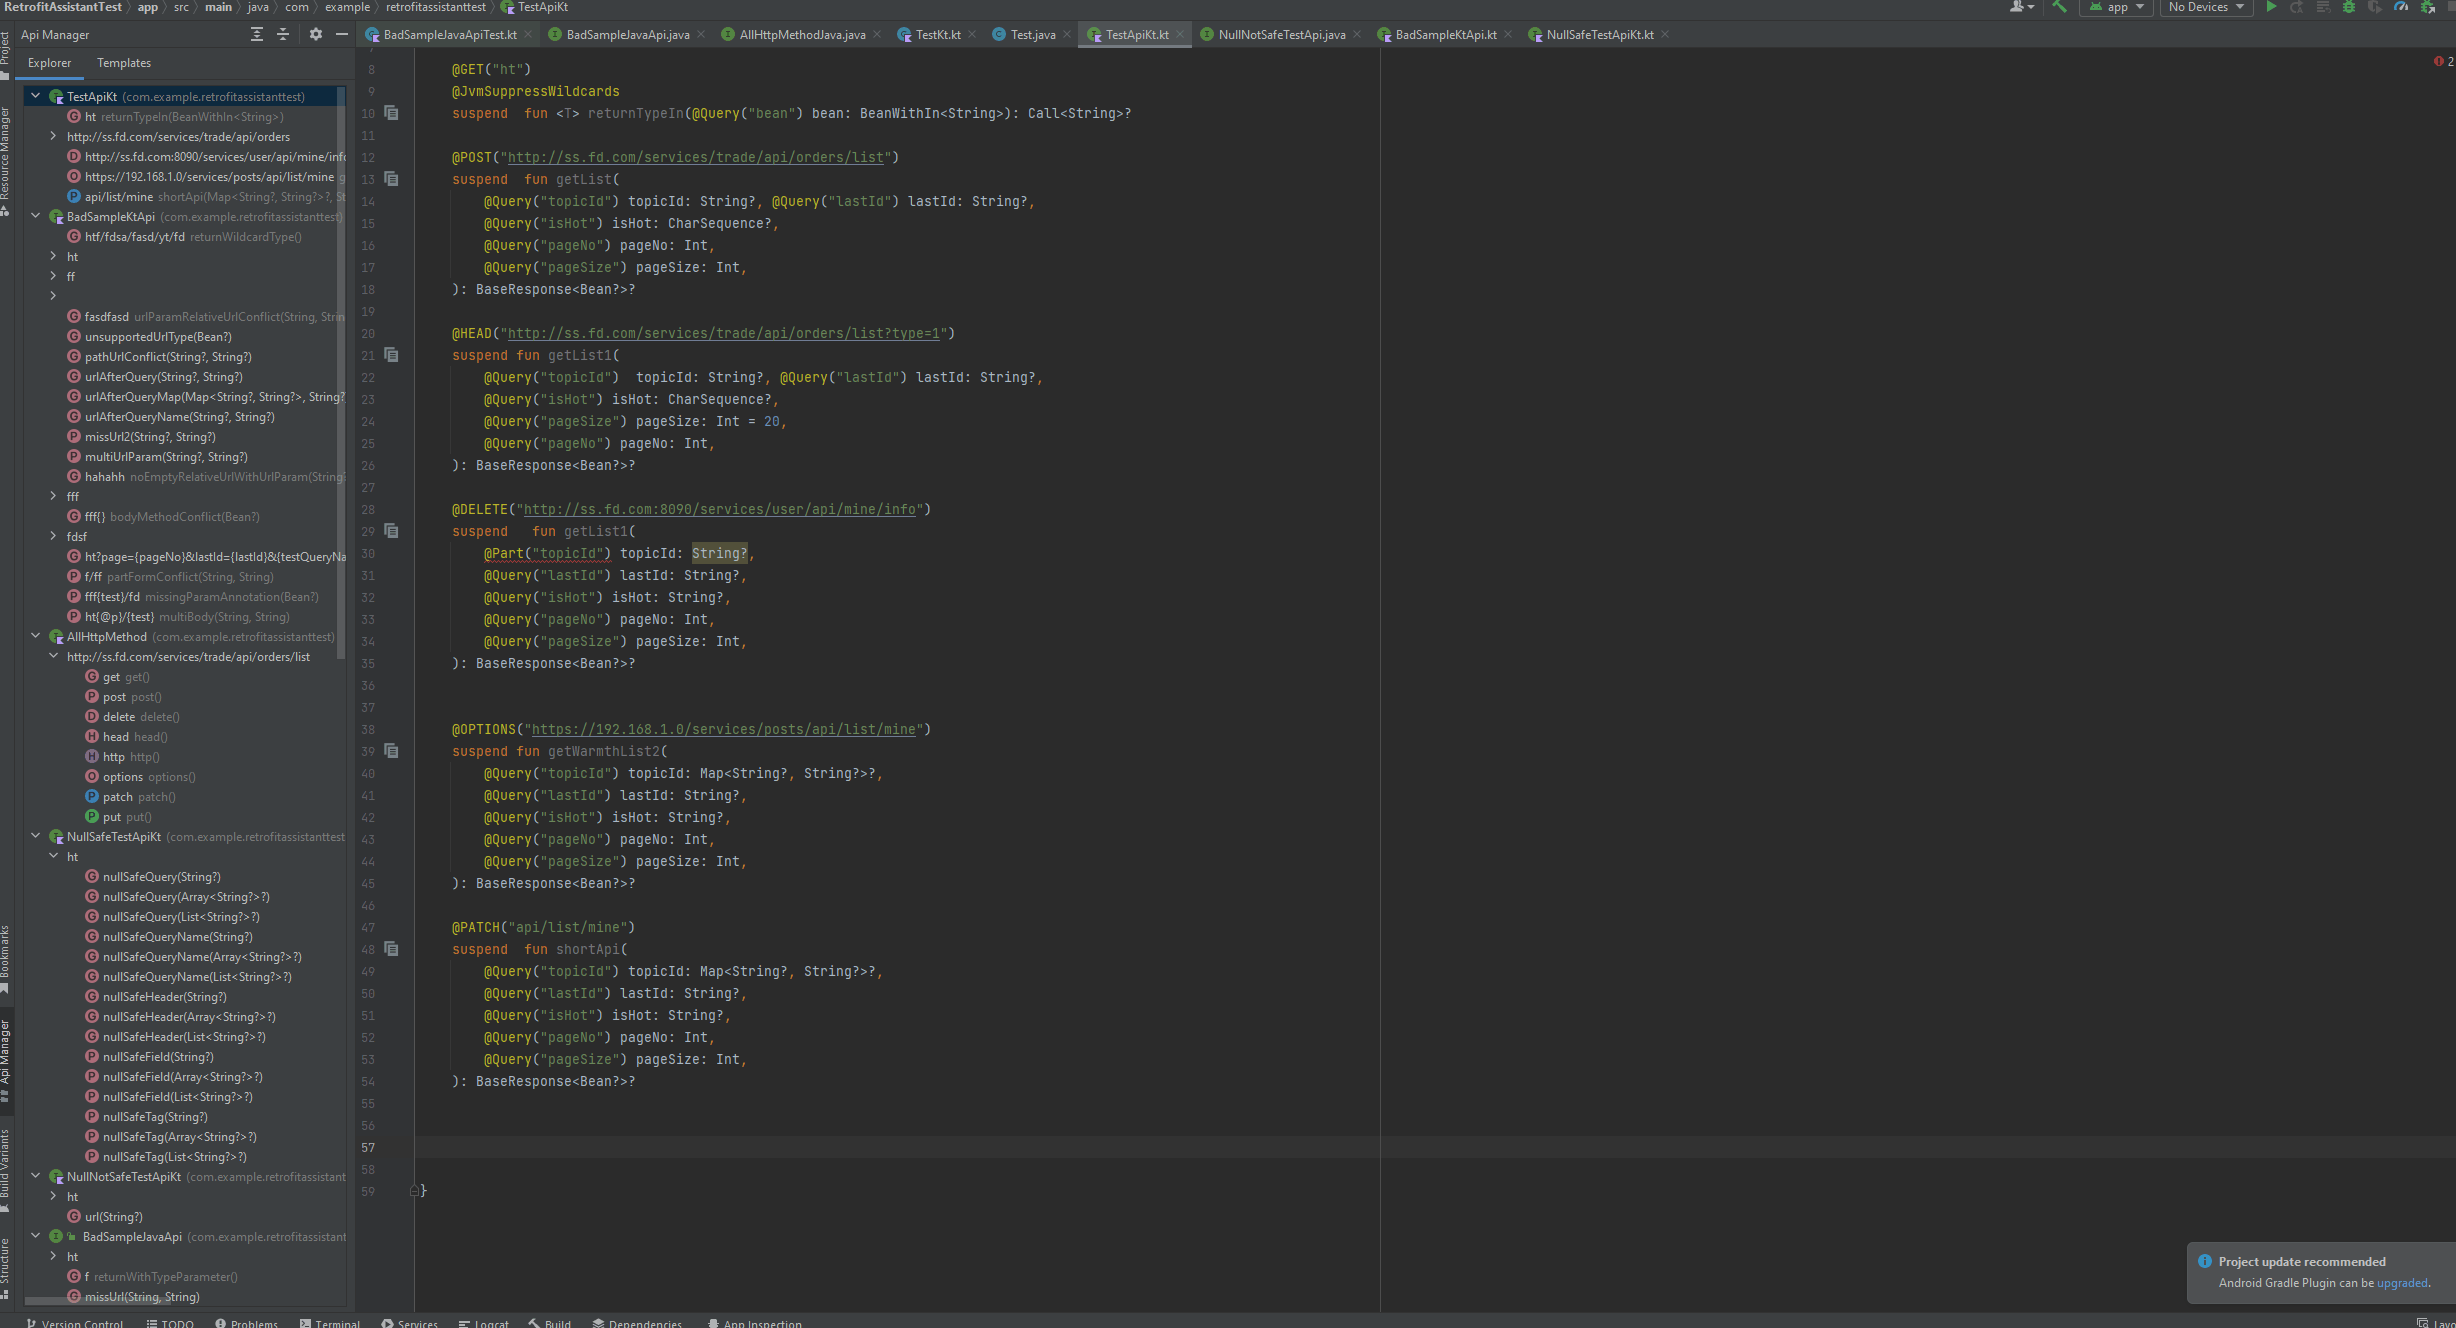 RetrofitAssistantTest app src main java com example retrofitassistanttest TestApiKt
app No Devices
Api Manager
BadSampleJavaApiTest.kt BadSampleJavaApi.java AllHttpMethodJava.java TestKt.kt Test.java TestApiKt.kt NullNotSafeTestApi.java BadSampleKtApi.kt NullSafeTestApiKt.kt
Explorer Templates
Project
Resource Manager
Bookmarks
Api Manager
Build Variants
Structure
TestApiKt (com.example.retrofitassistanttest)
ht returnTypeIn(BeanWithIn<String>)
http://ss.fd.com/services/trade/api/orders
http://ss.fd.com:8090/services/user/api/mine/info
https://192.168.1.0/services/posts/api/list/mine g
api/list/mine shortApi(Map<String?, String?>?, St
BadSampleKtApi (com.example.retrofitassistanttest)
htf/fdsa/fasd/yt/fd returnWildcardType()
ht
ff
fasdfasd urlParamRelativeUrlConflict(String, Strin
unsupportedUrlType(Bean?)
pathUrlConflict(String?, String?)
urlAfterQuery(String?, String?)
urlAfterQueryMap(Map<String?, String?>, String?
urlAfterQueryName(String?, String?)
missUrl2(String?, String?)
multiUrlParam(String?, String?)
hahahh noEmptyRelativeUrlWithUrlParam(String?
fff
fff{} bodyMethodConflict(Bean?)
fdsf
ht?page={pageNo}&lastId={lastId}&{testQueryNa
f/ff partFormConflict(String, String)
fff{test}/fd missingParamAnnotation(Bean?)
ht{@p}/{test} multiBody(String, String)
AllHttpMethod (com.example.retrofitassistanttest)
http://ss.fd.com/services/trade/api/orders/list
get get()
post post()
delete delete()
head head()
http http()
options options()
patch patch()
put put()
NullSafeTestApiKt (com.example.retrofitassistanttest
ht
nullSafeQuery(String?)
nullSafeQuery(Array<String?>?)
nullSafeQuery(List<String?>?)
nullSafeQueryName(String?)
nullSafeQueryName(Array<String?>?)
nullSafeQueryName(List<String?>?)
nullSafeHeader(String?)
nullSafeHeader(Array<String?>?)
nullSafeHeader(List<String?>?)
nullSafeField(String?)
nullSafeField(Array<String?>?)
nullSafeField(List<String?>?)
nullSafeTag(String?)
nullSafeTag(Array<String?>?)
nullSafeTag(List<String?>?)
NullNotSafeTestApiKt (com.example.retrofitassistant
ht
url(String?)
BadSampleJavaApi (com.example.retrofitassistant
ht
f returnWithTypeParameter()
missUrl(String, String)
2
7
8 @GET("ht")
9 @JvmSuppressWildcards
10 suspend fun <T> returnTypeIn(@Query("bean") bean: BeanWithIn<String>): Call<String>?
11
12 @POST("http://ss.fd.com/services/trade/api/orders/list")
13 suspend fun getList(
14 @Query("topicId") topicId: String?, @Query("lastId") lastId: String?,
15 @Query("isHot") isHot: CharSequence?,
16 @Query("pageNo") pageNo: Int,
17 @Query("pageSize") pageSize: Int,
18 ): BaseResponse<Bean?>?
19
20 @HEAD("http://ss.fd.com/services/trade/api/orders/list?type=1")
21 suspend fun getList1(
22 @Query("topicId") topicId: String?, @Query("lastId") lastId: String?,
23 @Query("isHot") isHot: CharSequence?,
24 @Query("pageSize") pageSize: Int = 20,
25 @Query("pageNo") pageNo: Int,
26 ): BaseResponse<Bean?>?
27
28 @DELETE("http://ss.fd.com:8090/services/user/api/mine/info")
29 suspend fun getList1(
30 @Part("topicId") topicId: String?,
31 @Query("lastId") lastId: String?,
32 @Query("isHot") isHot: String?,
33 @Query("pageNo") pageNo: Int,
34 @Query("pageSize") pageSize: Int,
35 ): BaseResponse<Bean?>?
36
37
38 @OPTIONS("https://192.168.1.0/services/posts/api/list/mine")
39 suspend fun getWarmthList2(
40 @Query("topicId") topicId: Map<String?, String?>?,
41 @Query("lastId") lastId: String?,
42 @Query("isHot") isHot: String?,
43 @Query("pageNo") pageNo: Int,
44 @Query("pageSize") pageSize: Int,
45 ): BaseResponse<Bean?>?
46
47 @PATCH("api/list/mine")
48 suspend fun shortApi(
49 @Query("topicId") topicId: Map<String?, String?>?,
50 @Query("lastId") lastId: String?,
51 @Query("isHot") isHot: String?,
52 @Query("pageNo") pageNo: Int,
53 @Query("pageSize") pageSize: Int,
54 ): BaseResponse<Bean?>?
55
56
57
58
59 }
Project update recommended
Android Gradle Plugin can be upgraded.
Version Control TODO Problems Terminal Services Logcat Build Dependencies App Inspection Layo